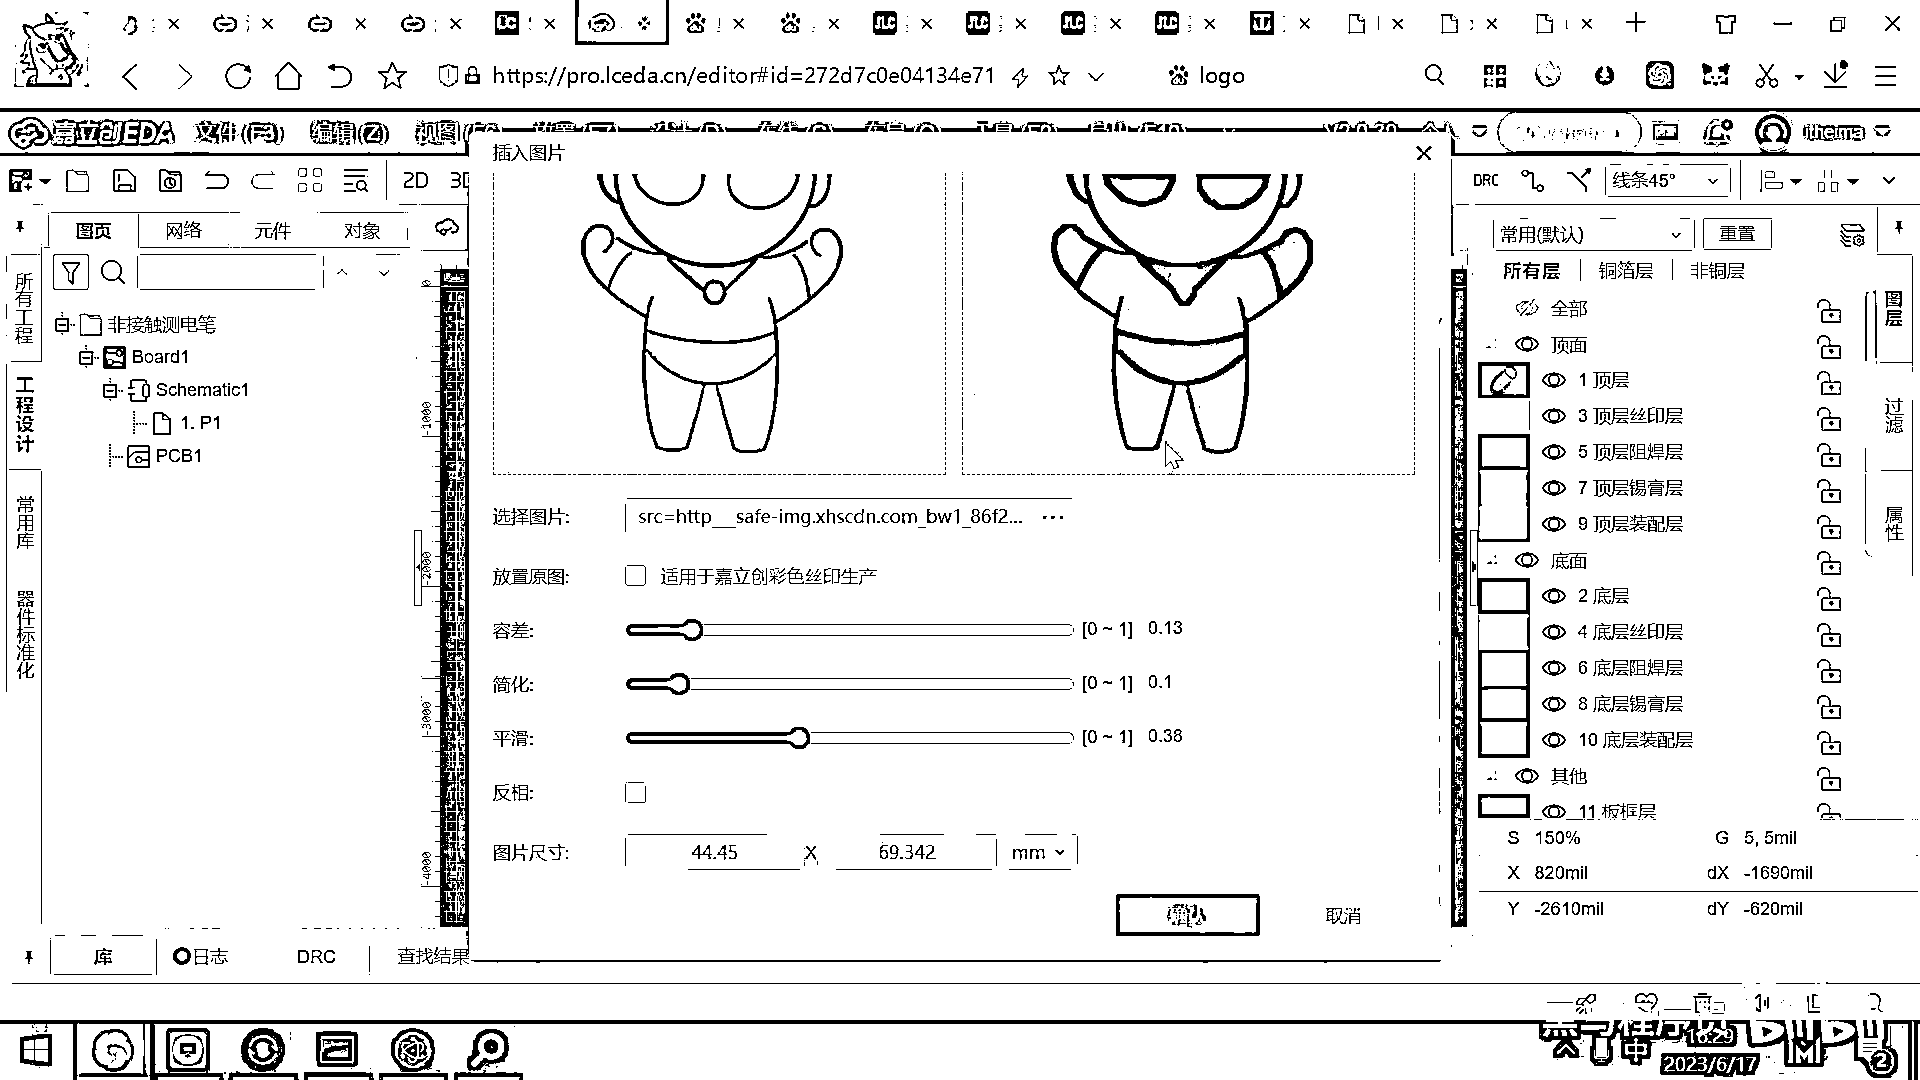 https://pro.lceda.cn/editor#id=272d7c0e04134e71
logo
嘉立创EDA
文件(F)
编辑(Z)
视图
插入图片
2D
DRC
线条45°
图页
网络
元件
对象
常用(默认)
重置
所有层
铜箔层
非铜层
所有工程
工程设计
常用库
器件标准化
非接触测电笔
Board1
Schematic1
1. P1
PCB1
-1000
-2000
-3000
-4000
选择图片:
src=http__safe-img.xhscdn.com_bw1_86f2...
放置原图:
适用于嘉立创彩色丝印生产
容差:
[0 ~ 1]
0.13
简化:
[0 ~ 1]
0.1
平滑:
[0 ~ 1]
0.38
反相:
图片尺寸:
44.45
X
69.342
mm
确认
取消
全部
顶面
1 顶层
3 顶层丝印层
5 顶层阻焊层
7 顶层锡膏层
9 顶层装配层
底面
2 底层
4 底层丝印层
6 底层阻焊层
8 底层锡膏层
10 底层装配层
其他
11 板框层
图层
过滤
属性
S 150%
G 5, 5mil
X 820mil
dX -1690mil
Y -2610mil
dY -620mil
库
日志
DRC
查找结果
中
16:29
2023/6/17
2